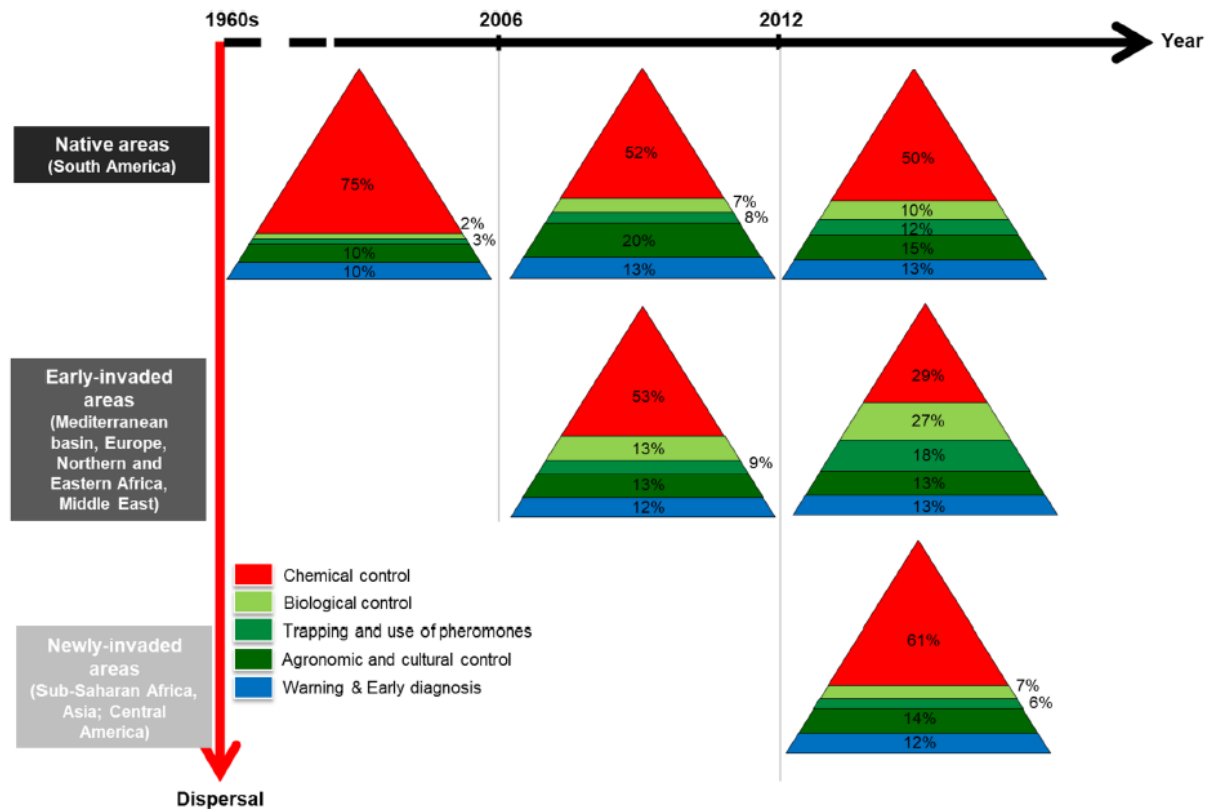 1960s
2006
2012
Year
Native areas
(South America)
75%
2%
3%
10%
10%
52%
7%
8%
20%
13%
50%
10%
12%
15%
13%
Early-invaded
areas
(Mediterranean
basin, Europe,
Northern and
Eastern Africa,
Middle East)
53%
13%
9%
13%
12%
29%
27%
18%
13%
13%
Chemical control
Biological control
Trapping and use of pheromones
Agronomic and cultural control
Warning & Early diagnosis
Newly-invaded
areas
(Sub-Saharan Africa,
Asia; Central
America)
61%
7%
6%
14%
12%
Dispersal